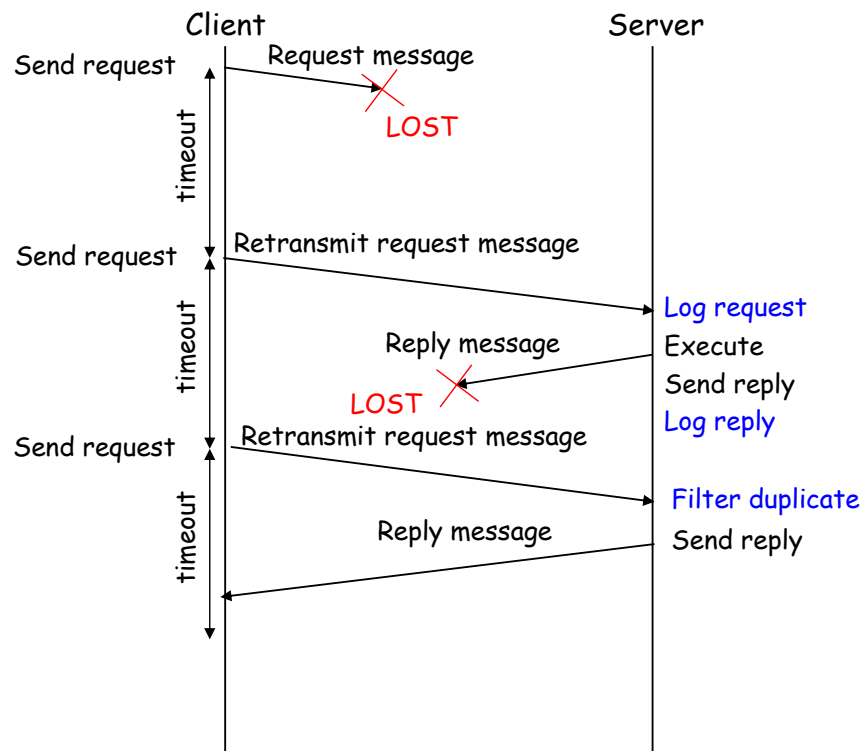 Client
Server
Request message
Send request
LOST
timeout
Retransmit request message
Send request
Log request
Reply message
Execute
timeout
Send reply
LOST
Log reply
Retransmit request message
Send request
Filter duplicate
Reply message
Send reply
timeout